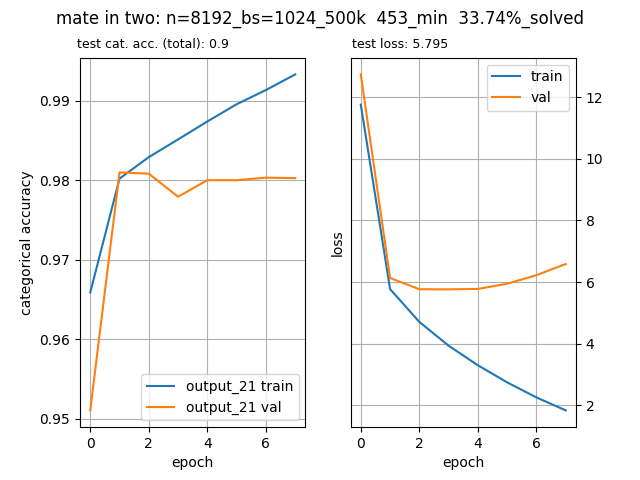 mate in two: n=8192_bs=1024_500k  453_min  33.74%_solved
test cat. acc. (total): 0.9
categorical accuracy
0.99
0.98
0.97
0.96
0.95
output_21 train
output_21 val
0 2 4 6
epoch
test loss: 5.795
loss
train
val
12
10
8
6
4
2
0 2 4 6
epoch